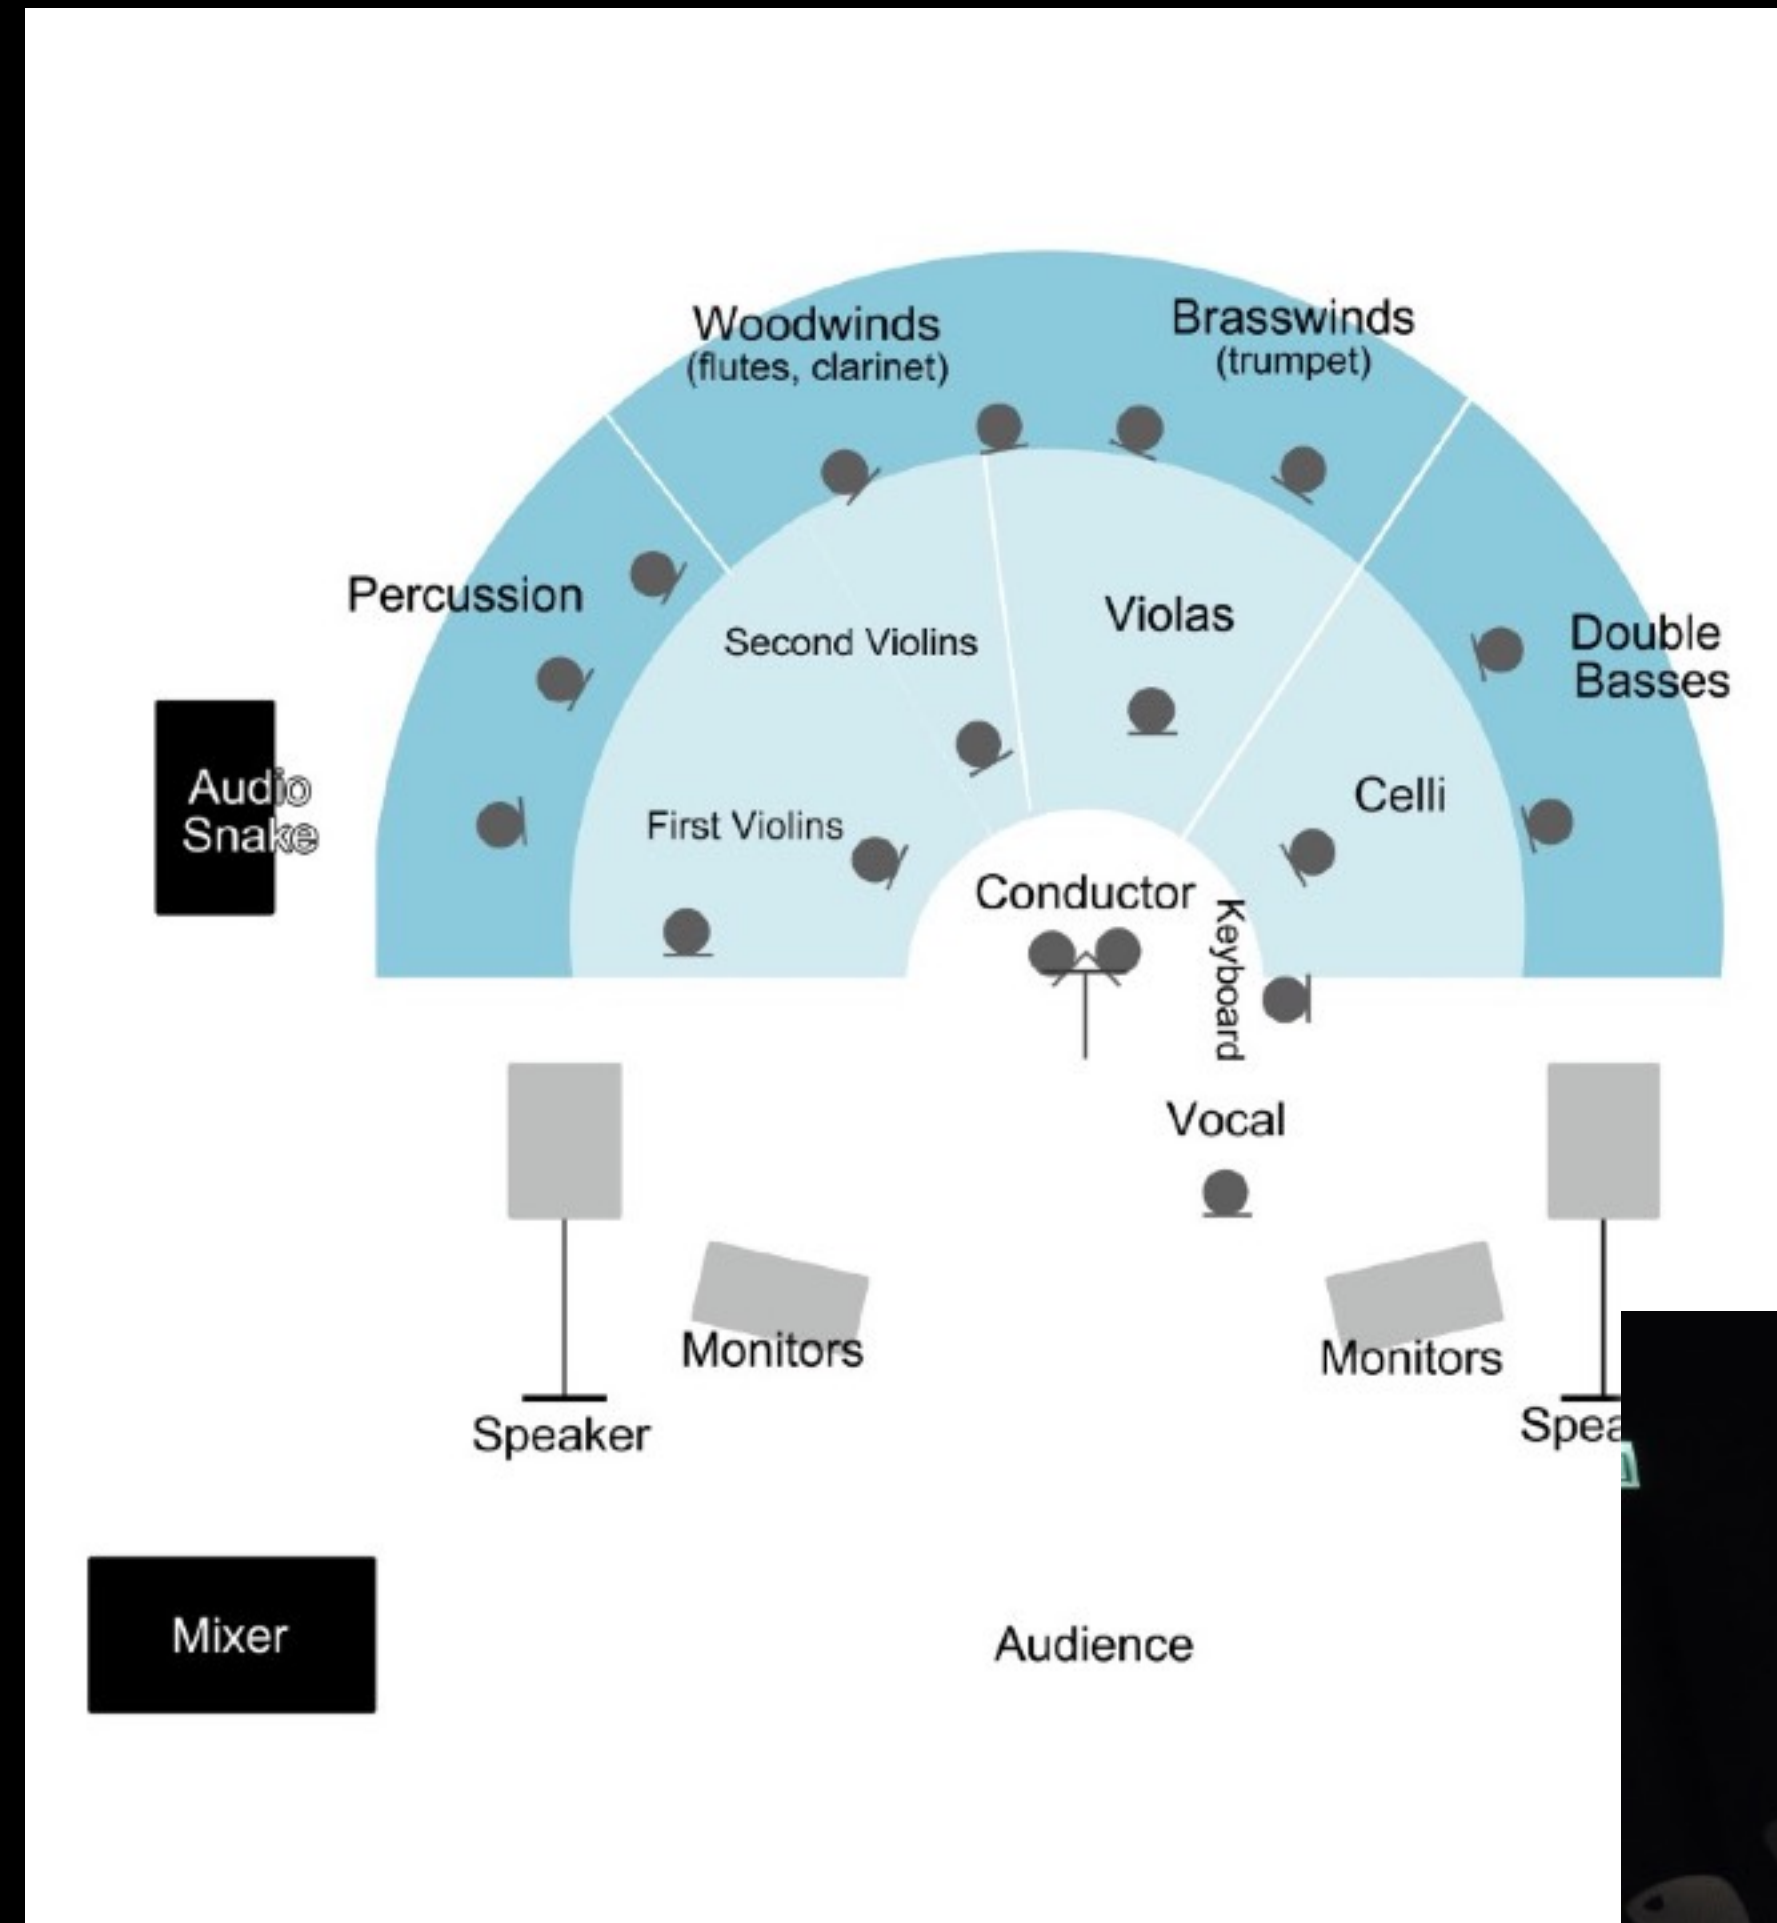 Woodwinds
(flutes, clarinet)
Brasswinds
(trumpet)
Percussion
Second Violins
Violas
Double
Basses
Audio
Snake
First Violins
Celli
Conductor
Keyboard
Vocal
Monitors
Monitors
Speaker
Spea
Mixer
Audience